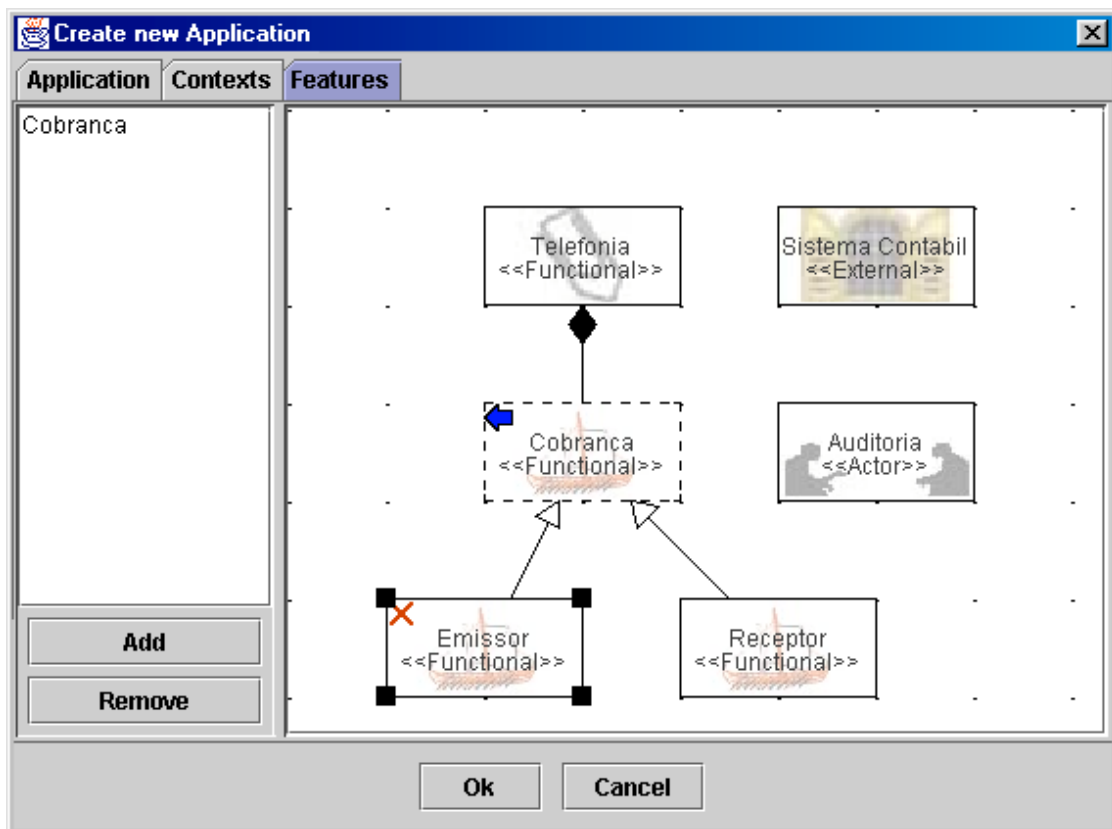 Create new Application
Application Contexts Features
Cobranca
Telefonia
<<Functional>>
Sistema Contabil
<<External>>
Cobranca
<<Functional>>
Auditoria
<<Actor>>
Emissor
<<Functional>>
Receptor
<<Functional>>
Add
Remove
Ok Cancel